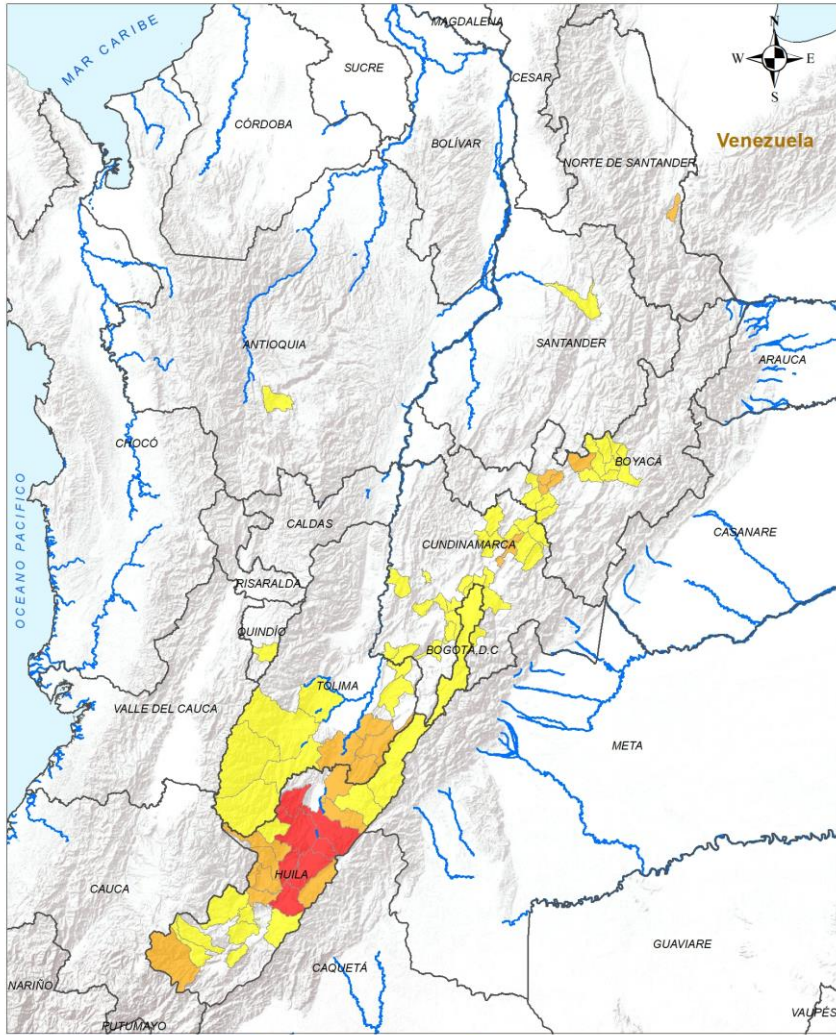 MAGDALENA
MAR CARIBE
SUCRE
CESAR
N
W E
S
CÓRDOBA
BOLÍVAR
Venezuela
NORTE DE SANTANDER
ANTIOQUIA
SANTANDER
ARAUCA
CHOCÓ
BOYACÁ
OCEANO PACIFICO
CALDAS
CUNDINAMARCA
CASANARE
RISARALDA
QUINDÍO
BOGOTÁ, D.C
TOLIMA
VALLE DEL CAUCA
META
CAUCA
HUILA
GUAVIARE
CAQUETÁ
NARIÑO
PUTUMAYO
VAUPÉS